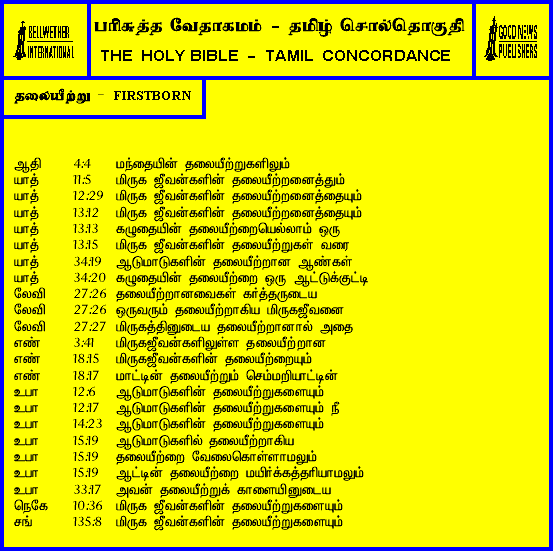 BELLWETHER INTERNATIONAL
பரிசுத்த வேதாகமம் - தமிழ் சொல்தொகுதி
THE HOLY BIBLE - TAMIL CONCORDANCE
GOOD NEWS PUBLISHERS
தலையீற்று - FIRSTBORN
ஆதி 4:4 மந்தையின் தலையீற்றுகளிலும்
யாத் 11:5 மிருக ஜீவன்களின் தலையீற்றனைத்தும்
யாத் 12:29 மிருக ஜீவன்களின் தலையீற்றனைத்தையும்
யாத் 13:12 மிருக ஜீவன்களின் தலையீற்றனைத்தையும்
யாத் 13:13 கழுதையின் தலையீற்றையெல்லாம் ஒரு
யாத் 13:15 மிருக ஜீவன்களின் தலையீற்றுகள் வரை
யாத் 34:19 ஆடுமாடுகளின் தலையீற்றான ஆண்கள்
யாத் 34:20 கழுதையின் தலையீற்றை ஒரு ஆட்டுக்குட்டி
லேவி 27:26 தலையீற்றானவைகள் கர்த்தருடைய
லேவி 27:26 ஒருவரும் தலையீற்றாகிய மிருகஜீவனை
லேவி 27:27 மிருகத்தினுடைய தலையீற்றானால் அதை
எண் 3:41 மிருகஜீவன்களிலுள்ள தலையீற்றான
எண் 18:15 மிருகஜீவன்களின் தலையீற்றையும்
எண் 18:17 மாட்டின் தலையீற்றும் செம்மறியாட்டின்
உபா 12:6 ஆடுமாடுகளின் தலையீற்றுகளையும்
உபா 12:17 ஆடுமாடுகளின் தலையீற்றுகளையும் நீ
உபா 14:23 ஆடுமாடுகளின் தலையீற்றுகளையும்
உபா 15:19 ஆடுமாடுகளில் தலையீற்றாகிய
உபா 15:19 தலையீற்றை வேலைகொள்ளாமலும்
உபா 15:19 ஆட்டின் தலையீற்றை மயிர்க்கத்தரியாமலும்
உபா 33:17 அவன் தலையீற்றுக் காளையினுடைய
நெகே 10:36 மிருக ஜீவன்களின் தலையீற்றுகளையும்
சங் 135:8 மிருக ஜீவன்களின் தலையீற்றுகளையும்